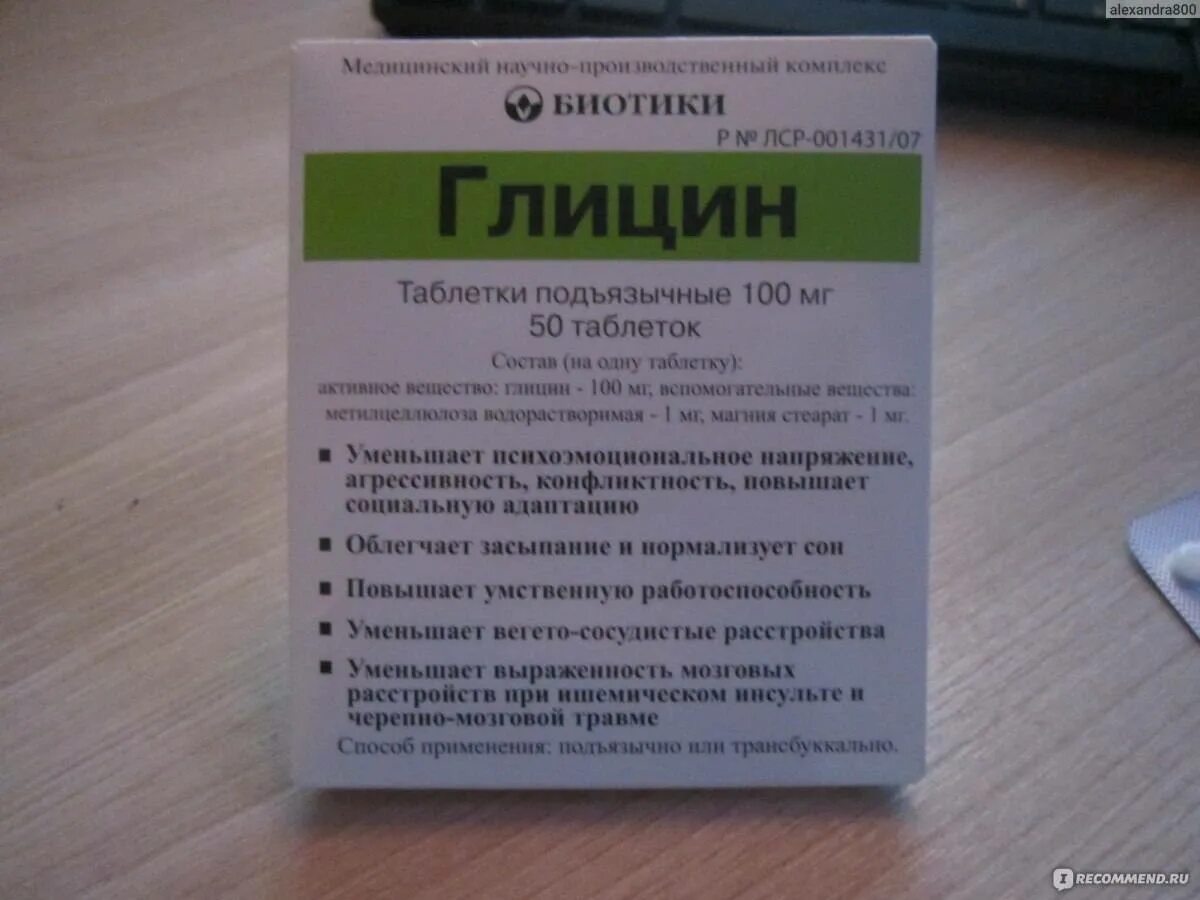 alexandra800
Медицинский научно-производственный комплекс
БИОТИКИ
Р № ЛСР-001431/07
Глицин
Таблетки подъязычные 100 мг
50 таблеток
Состав (на одну таблетку):
активное вещество: глицин - 100 мг, вспомогательные вещества:
метилцеллюлоза водорастворимая - 1 мг, магния стеарат - 1 мг.
▪ Уменьшает психоэмоциональное напряжение,
агрессивность, конфликтность, повышает
социальную адаптацию
▪ Облегчает засыпание и нормализует сон
▪ Повышает умственную работоспособность
▪ Уменьшает вегето-сосудистые расстройства
▪ Уменьшает выраженность мозговых
расстройств при ишемическом инсульте и
черепно-мозговой травме
Способ применения: подъязычно или трансбуккально.
IRECOMMEND.RU